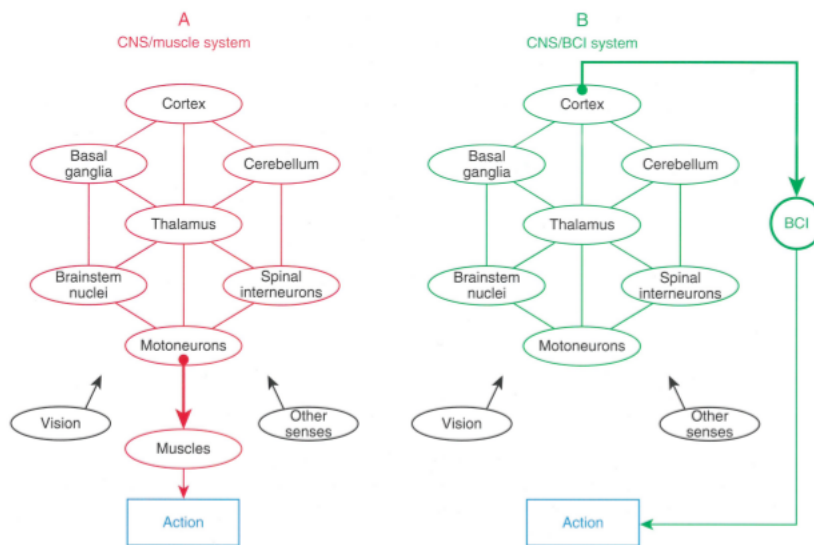 A
CNS/muscle system
Cortex
Basal
ganglia
Cerebellum
Thalamus
Brainstem
nuclei
Spinal
interneurons
Motoneurons
Vision
Other
senses
Muscles
Action
B
CNS/BCI system
Cortex
Basal
ganglia
Cerebellum
Thalamus
BCI
Brainstem
nuclei
Spinal
interneurons
Motoneurons
Vision
Other
senses
Action